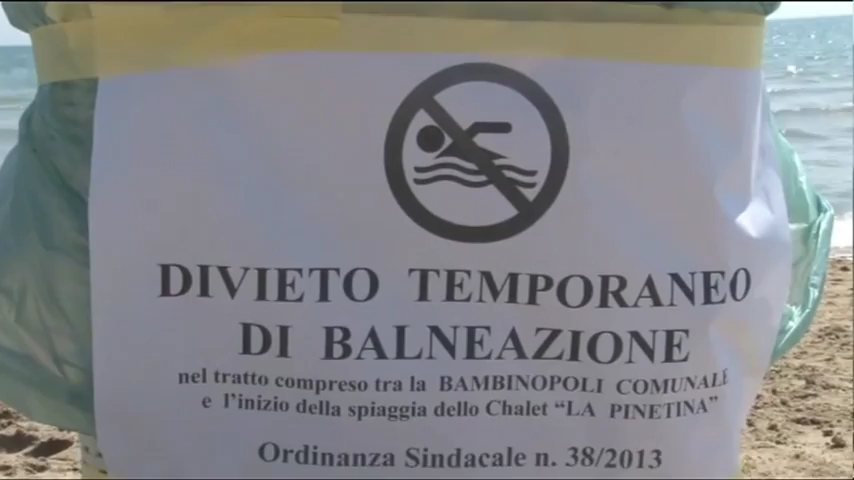 DIVIETO TEMPORANEO
DI BALNEAZIONE
nel tratto compreso tra la BAMBINOPOLI COMUNALE
e l'inizio della spiaggia dello Chalet “LA PINETINA”
Ordinanza Sindacale n. 38/2013